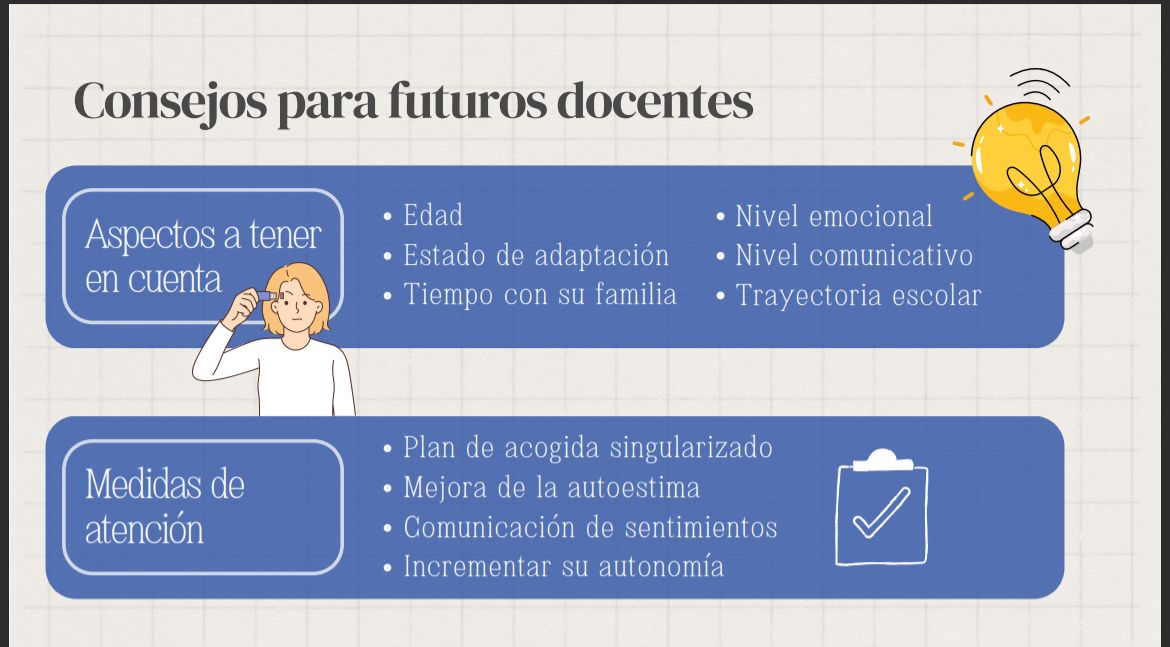 Consejos para futuros docentes
Aspectos a tener
en cuenta
• Edad
• Estado de adaptación
• Tiempo con su familia
• Nivel emocional
• Nivel comunicativo
• Trayectoria escolar
Medidas de
atención
• Plan de acogida singularizado
• Mejora de la autoestima
• Comunicación de sentimientos
• Incrementar su autonomía